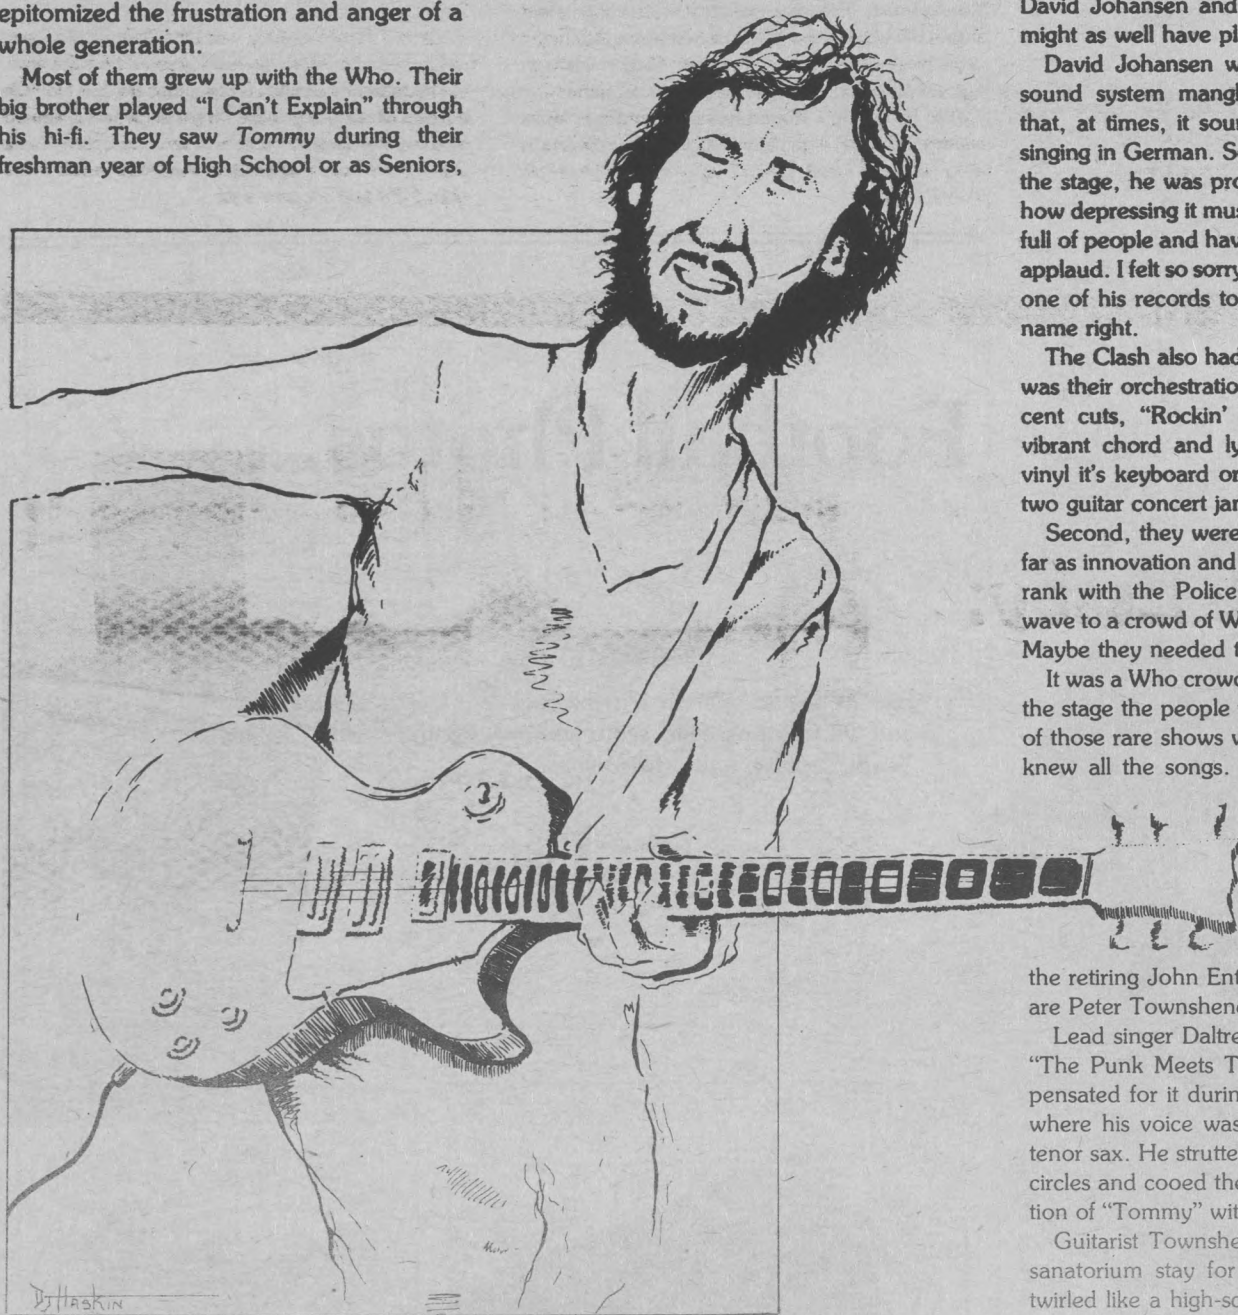 epitomized the frustration and anger of a
whole generation.
Most of them grew up with the Who. Their
big brother played “I Can’t Explain” through
his hi-fi. They saw Tommy during their
freshman year of High School or as Seniors,
David Johansen and
might as well have pl
David Johansen w
sound system mangl
that, at times, it sour
singing in German. S
the stage, he was pro
how depressing it mus
full of people and hav
applaud. I felt so sorry
one of his records to
name right.
The Clash also had
was their orchestratio
cent cuts, “Rockin’
vibrant chord and ly
vinyl it's keyboard or
two guitar concert jar
Second, they were
far as innovation and
rank with the Police
wave to a crowd of W
Maybe they needed t
It was a Who crowd
the stage the people
of those rare shows v
knew all the songs.
the retiring John Ent
are Peter Townshend
Lead singer Daltre
“The Punk Meets T
pensated for it durin
where his voice was
tenor sax. He strutte
circles and cooed the
tion of “Tommy” wit
Guitarist Townshe
sanatorium stay for
twirled like a high-sc
DJ HASKIN